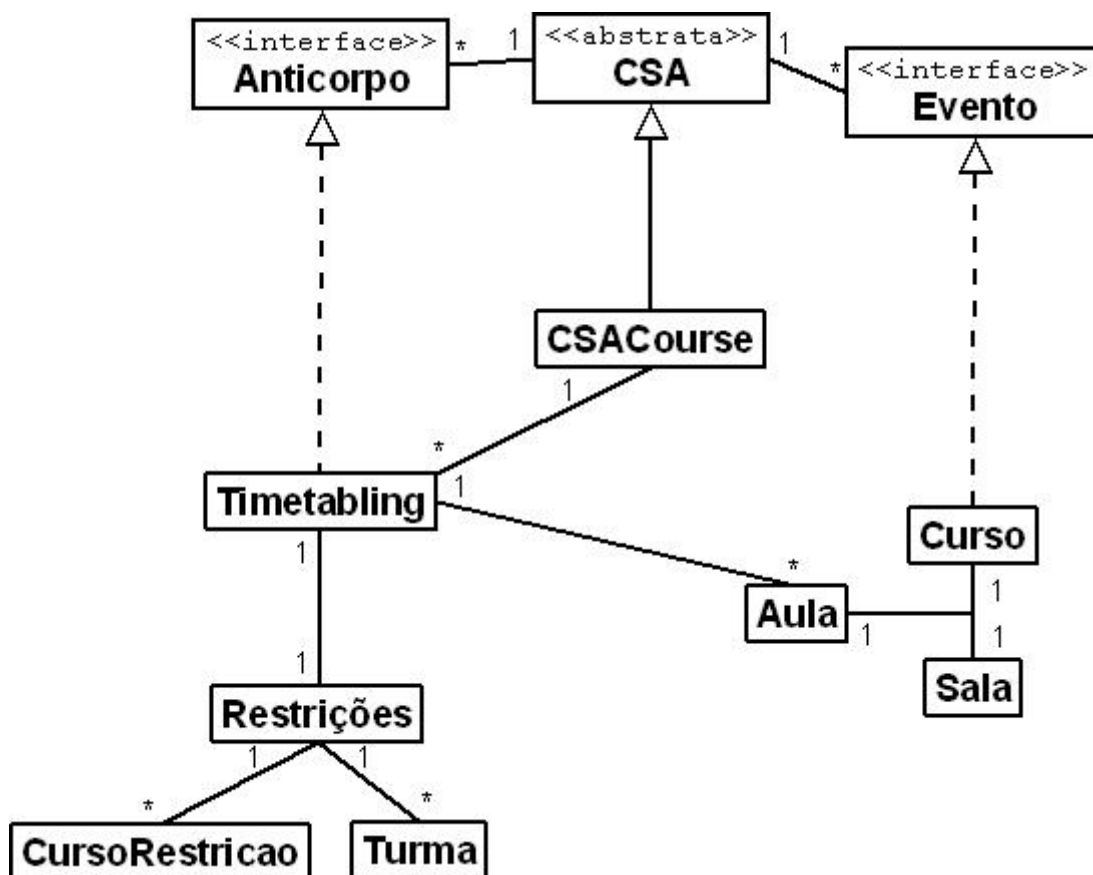 <<interface>>
Anticorpo
*
1
<<abstrata>>
CSA
1
*
<<interface>>
Evento
CSACourse
1
*
Timetabling
1
1
*
Curso
1
Aula
1
1
Sala
1
Restrições
1
1
*
*
CursoRestricao
Turma